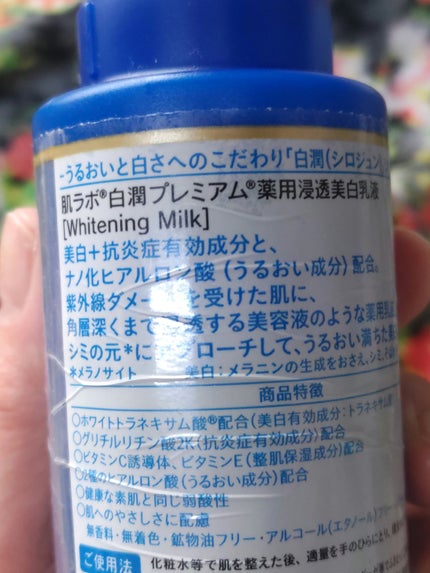 うるおいと白さへのこだわり「白潤(シロジュン)
肌ラボ®白潤プレミアム®薬用浸透美白乳液
[Whitening Milk]
美白+抗炎症有効成分と、
ナノ化ヒアルロン酸(うるおい成分)配合。
紫外線ダメージを受けた肌に、
角層深くまで浸透する美容液のような薬用乳液
シミの元*にアプローチして、うるおい満ちた
*メラノサイト 美白:メラニンの生成をおさえ、シミ、そ
商品特徴
○ホワイトトラネキサム酸®配合(美白有効成分:トラネキサム酸
○グリチルリチン酸2K(抗炎症有効成分)配合
○ビタミンC誘導体、ビタミンE(整肌保湿成分)配合
○2種のヒアルロン酸(うるおい成分)配合
○健康な素肌と同じ弱酸性
○肌へのやさしさに配慮
無香料・無着色・鉱物油フリー・アルコール(エタノール)フリー
ご使用法 化粧水等で肌を整えた後、適量を手のひらにとり、